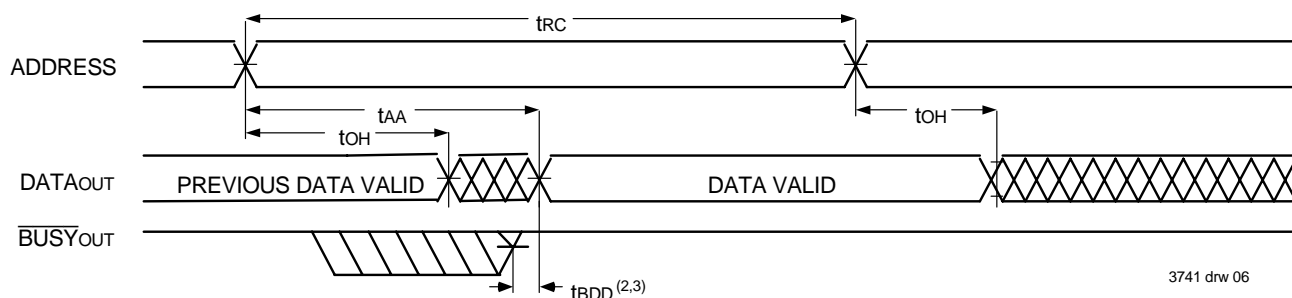 tRC
ADDRESS
tAA
tOH
tOH
DATAOUT
PREVIOUS DATA VALID
DATA VALID
BUSYOUT
tBDD (2,3)
3741 drw 06